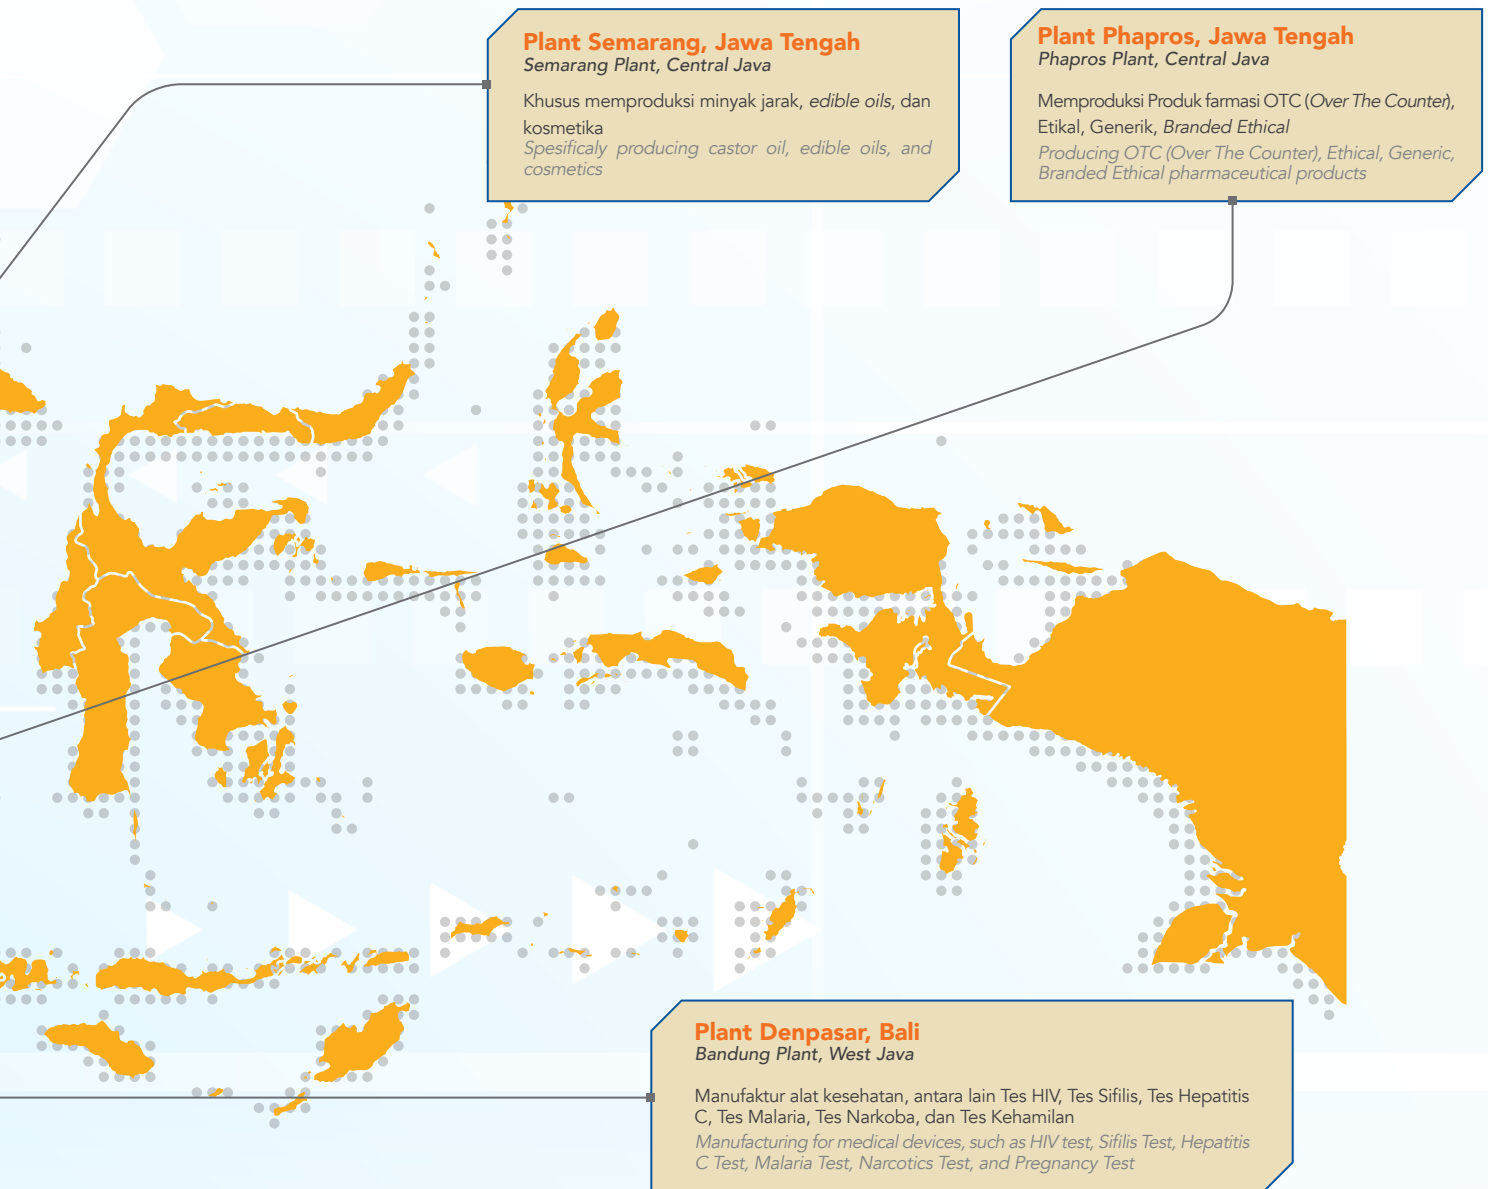 Plant Semarang, Jawa Tengah
Semarang Plant, Central Java
Khusus memproduksi minyak jarak, edible oils, dan
kosmetika
Spesificaly producing castor oil, edible oils, and
cosmetics
Plant Phapros, Jawa Tengah
Phapros Plant, Central Java
Memproduksi Produk farmasi OTC (Over The Counter),
Etikal, Generik, Branded Ethical
Producing OTC (Over The Counter), Ethical, Generic,
Branded Ethical pharmaceutical products
Plant Denpasar, Bali
Bandung Plant, West Java
Manufaktur alat kesehatan, antara lain Tes HIV, Tes Sifilis, Tes Hepatitis
C, Tes Malaria, Tes Narkoba, dan Tes Kehamilan
Manufacturing for medical devices, such as HIV test, Sifilis Test, Hepatitis
C Test, Malaria Test, Narcotics Test, and Pregnancy Test